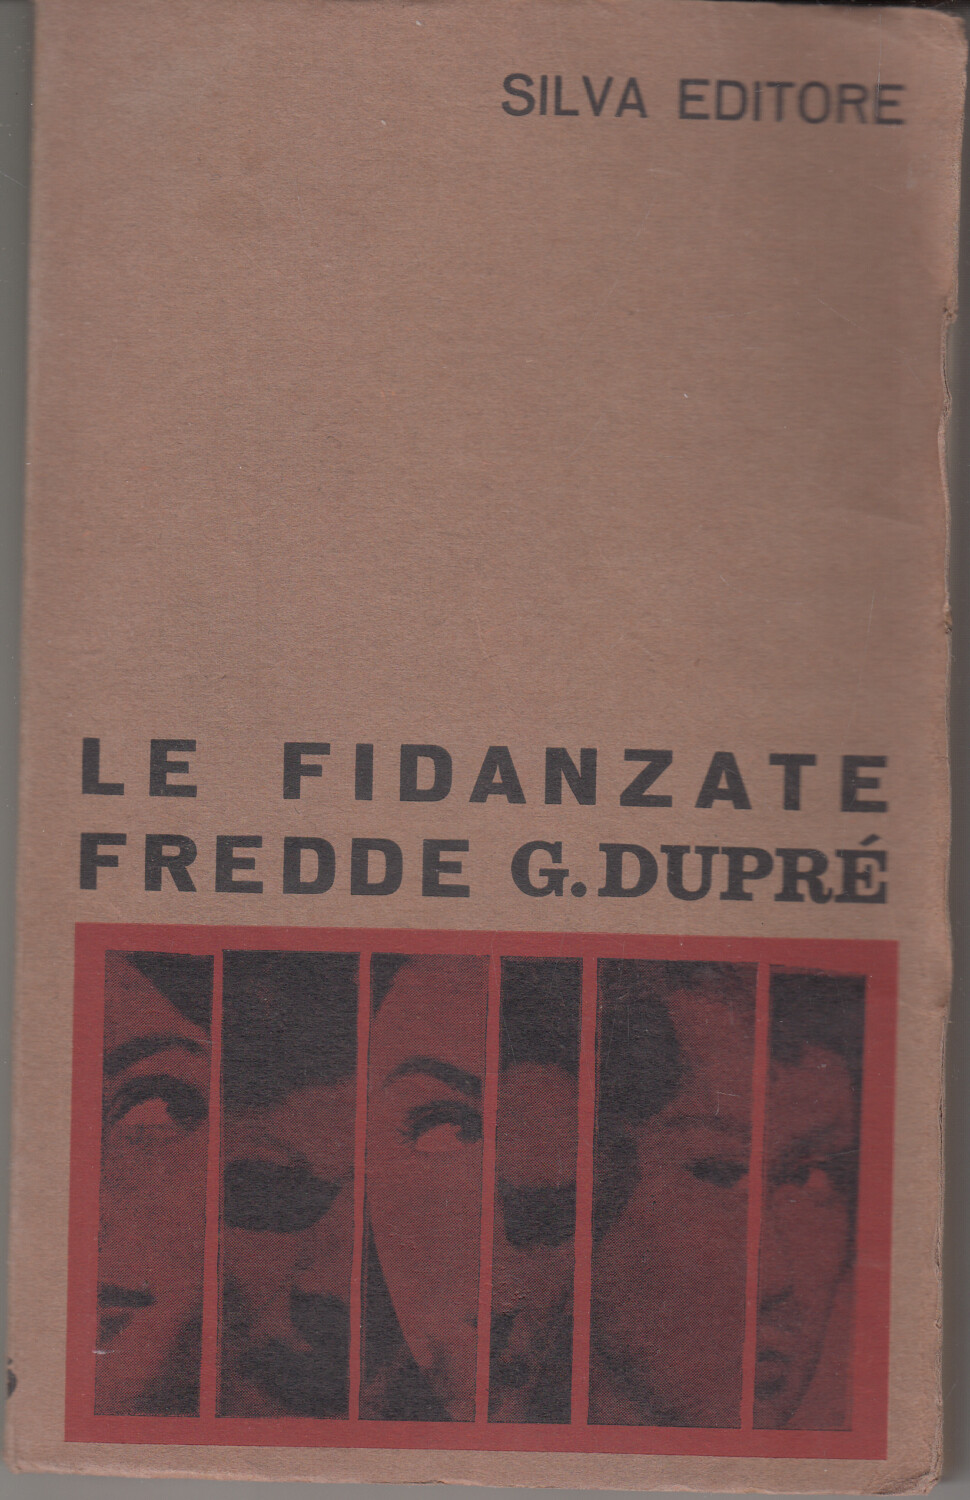 SILVA EDITORE
LE FIDANZATE
FREDDE G. DUPRÉ